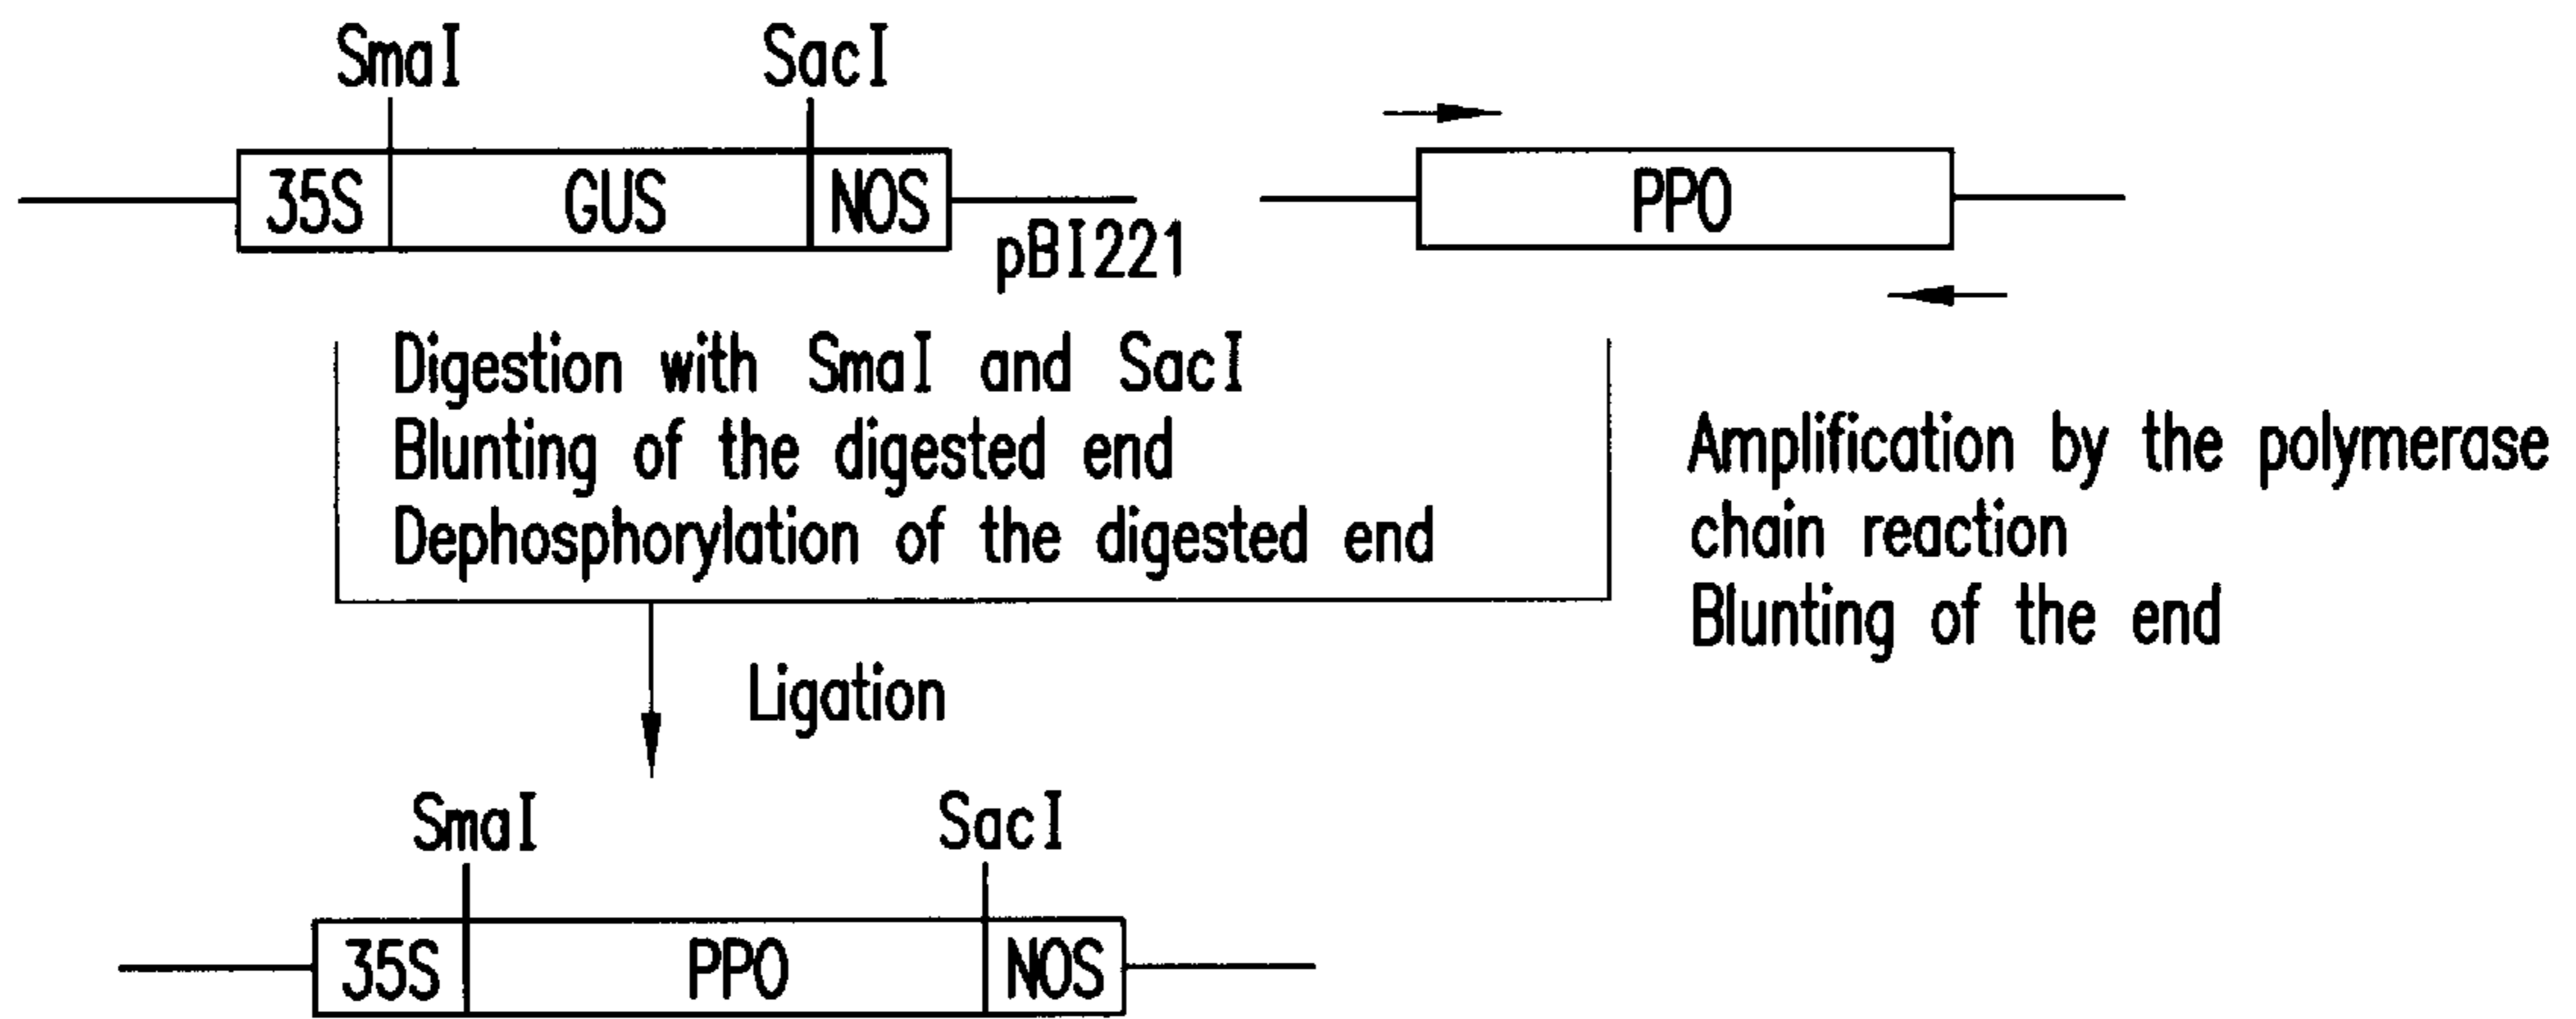 SmaI SacI
35S GUS NOS
pBI221
PPO
Digestion with SmaI and SacI
Blunting of the digested end
Dephosphorylation of the digested end
Amplification by the polymerase
chain reaction
Blunting of the end
Ligation
SmaI SacI
35S PPO NOS